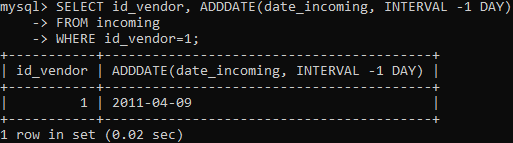 mysql> SELECT id_vendor, ADDDATE(date_incoming, INTERVAL -1 DAY)
    -> FROM incoming
    -> WHERE id_vendor=1;
+-----------+-----------------------------------------+
| id_vendor | ADDDATE(date_incoming, INTERVAL -1 DAY) |
+-----------+-----------------------------------------+
|         1 | 2011-04-09                              |
+-----------+-----------------------------------------+
1 row in set (0.02 sec)